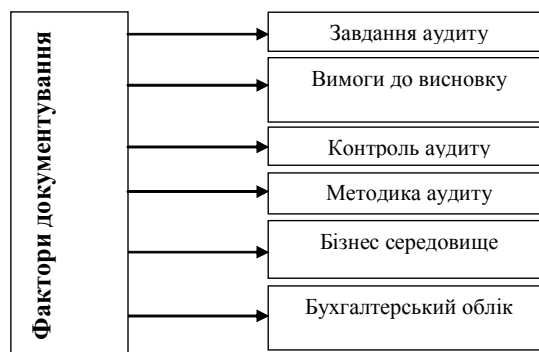 Фактори документування
Завдання аудиту
Вимоги до висновку
Контроль аудиту
Методика аудиту
Бізнес середовище
Бухгалтерський облік